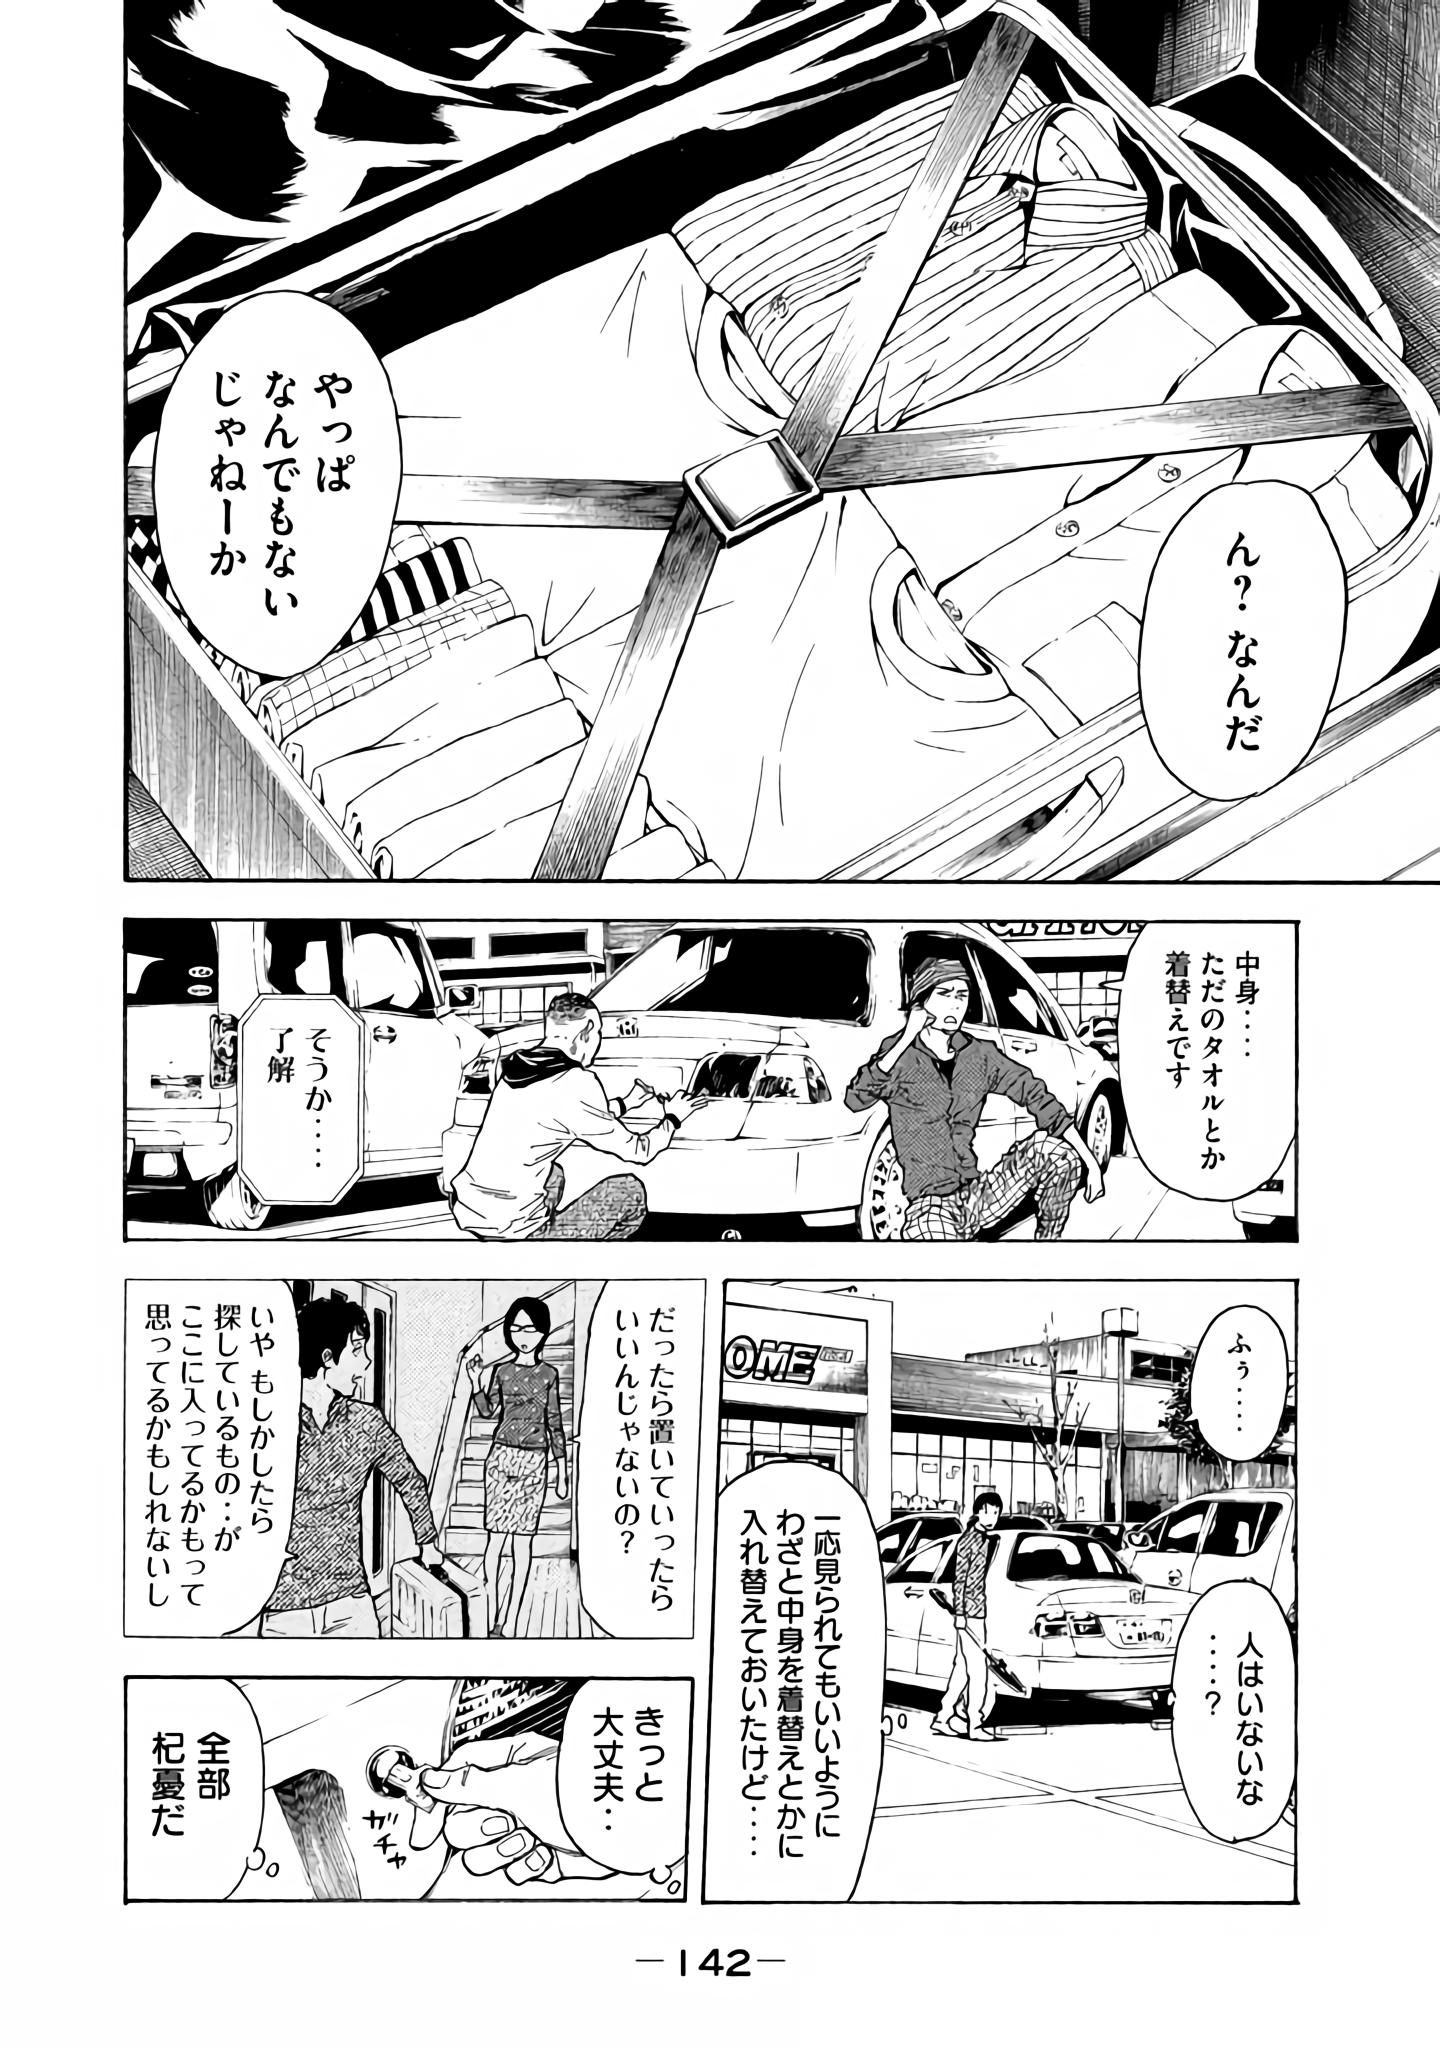 ん？なんだ
やっぱ
なんでもない
じゃねーか
中身‥‥
ただのタオルとか
着替えです
そうか‥‥
了解
ふぅ‥‥
OME
人はいないな
‥‥？
一応見られてもいいように
わざと中身を着替えとかに
入れ替えておいたけど‥‥
だったら置いていったら
いいんじゃないの？
いや もしかしたら
探しているもの‥が
ここに入ってるかもって
思ってるかもしれないし
きっと
大丈夫‥
ガチャ
全部
杞憂だ
－142－